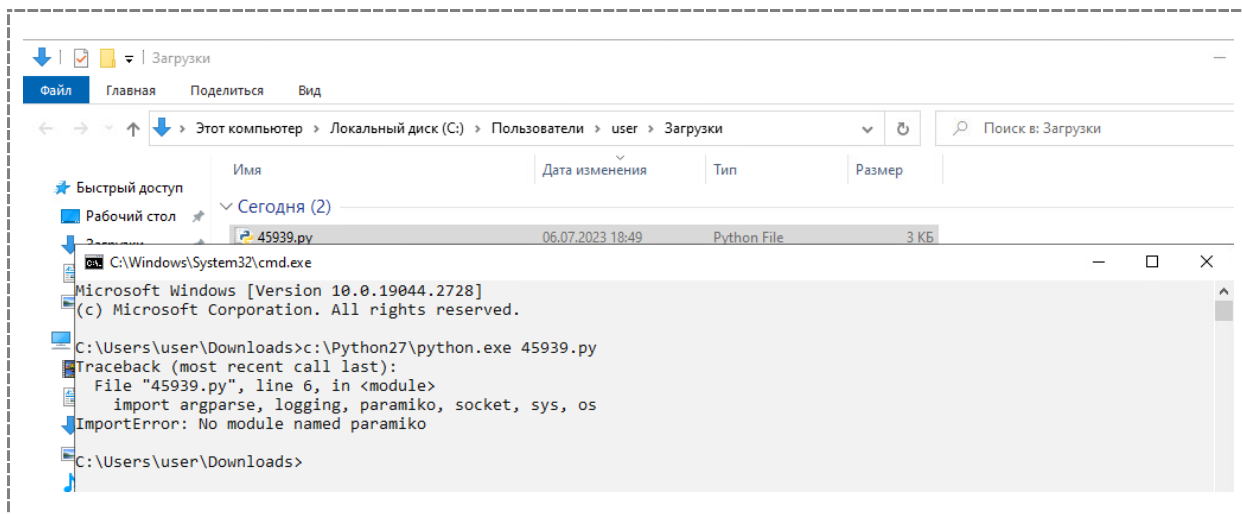 Загрузки
Файл Главная Поделиться Вид
Этот компьютер › Локальный диск (C:) › Пользователи › user › Загрузки
Поиск в: Загрузки
Имя Дата изменения Тип Размер
Быстрый доступ
Сегодня (2)
Рабочий стол
45939.py 06.07.2023 18:49 Python File 3 КБ
C:\Windows\System32\cmd.exe
Microsoft Windows [Version 10.0.19044.2728]
(c) Microsoft Corporation. All rights reserved.
C:\Users\user\Downloads>c:\Python27\python.exe 45939.py
Traceback (most recent call last):
File "45939.py", line 6, in <module>
import argparse, logging, paramiko, socket, sys, os
ImportError: No module named paramiko
C:\Users\user\Downloads>